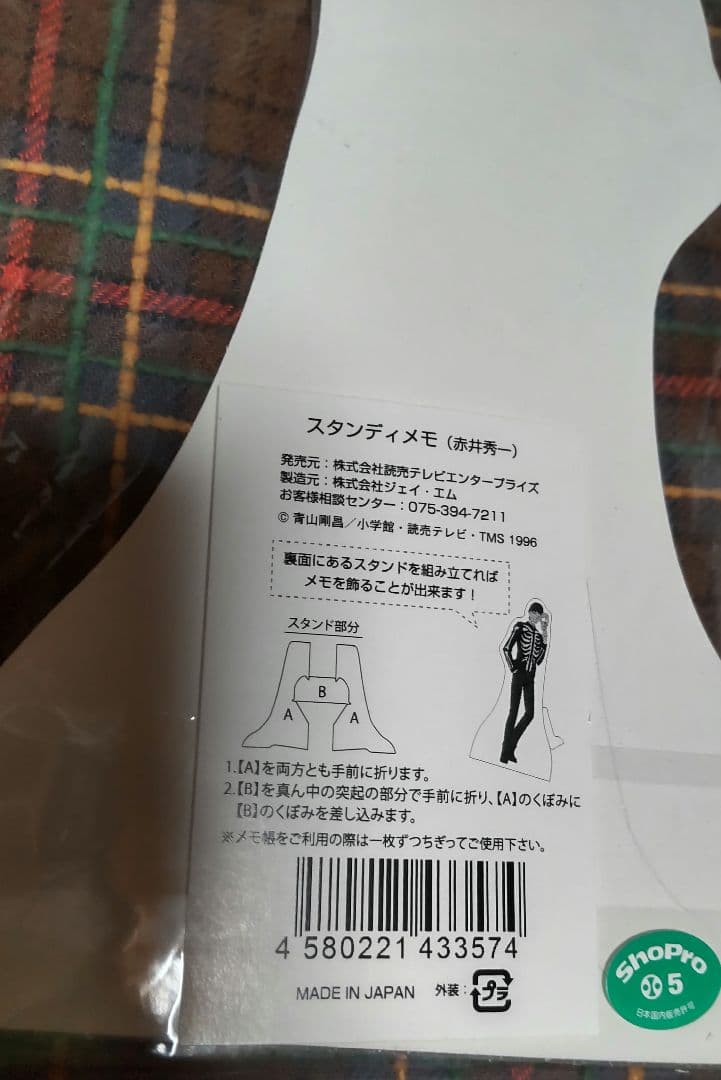 スタンディメモ（赤井秀一）
発売元：株式会社読売テレビエンタープライズ
製造元：株式会社ジェイ・エム
お客様相談センター：075-394-7211
© 青山剛昌／小学館・読売テレビ・TMS 1996
裏面にあるスタンドを組み立てれば
メモを飾ることが出来ます！
スタンド部分
B
A A
1.【A】を両方とも手前に折ります。
2.【B】を真ん中の突起の部分で手前に折り、【A】のくぼみに
【B】のくぼみを差し込みます。
※メモ帳をご利用の際は一枚ずつちぎってご使用下さい。
4 580221 433574
MADE IN JAPAN 外装：プラ
ShoPro
5
日本国内販売許可